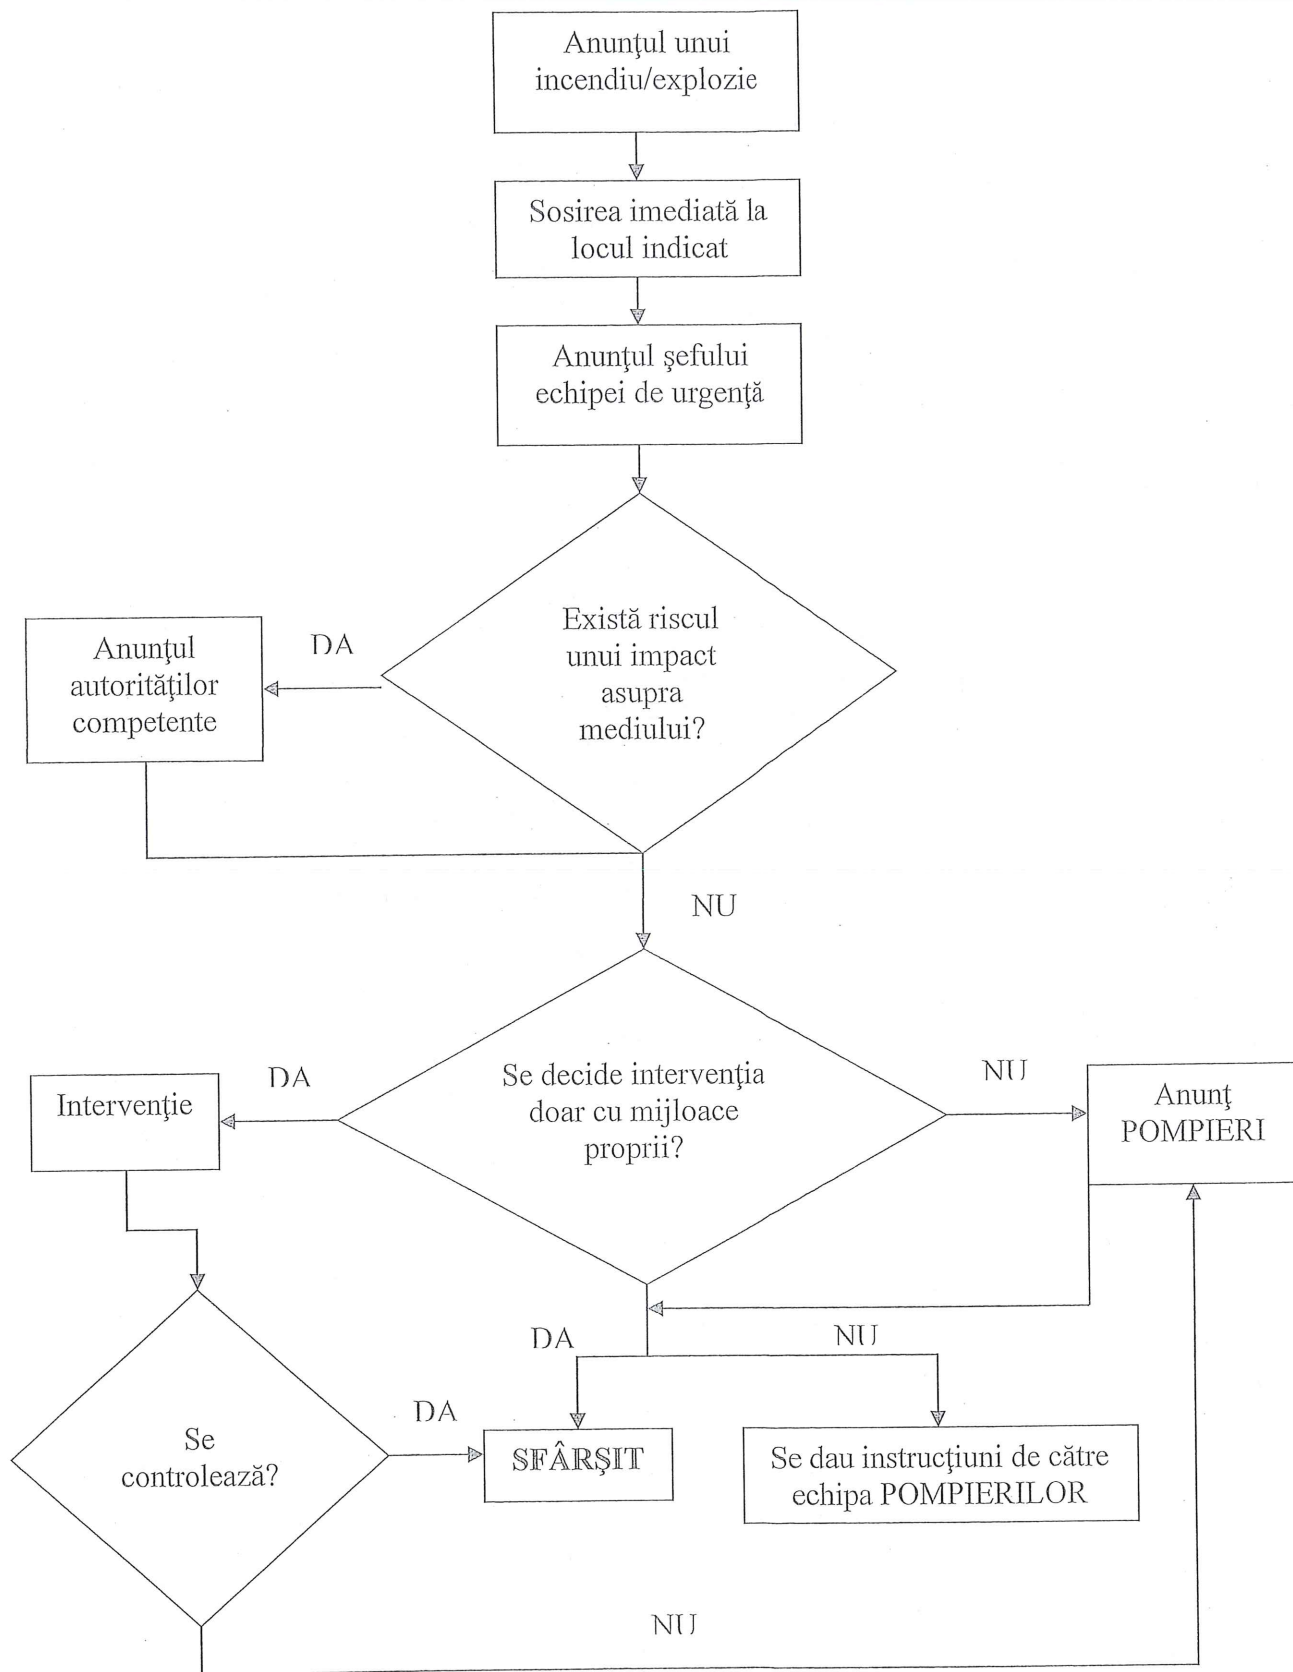 Anunţul unui
incendiu/explozie
Sosirea imediată la
locul indicat
Anunţul şefului
echipei de urgenţă
Există riscul
unui impact
asupra
mediului?
DA
Anunţul
autorităţilor
competente
NU
Se decide intervenţia
doar cu mijloace
proprii?
DA
Intervenţie
NU
Anunţ
POMPIERI
DA
NU
Se
controlează?
DA
SFÂRŞIT
Se dau instrucţiuni de către
echipa POMPIERILOR
NU